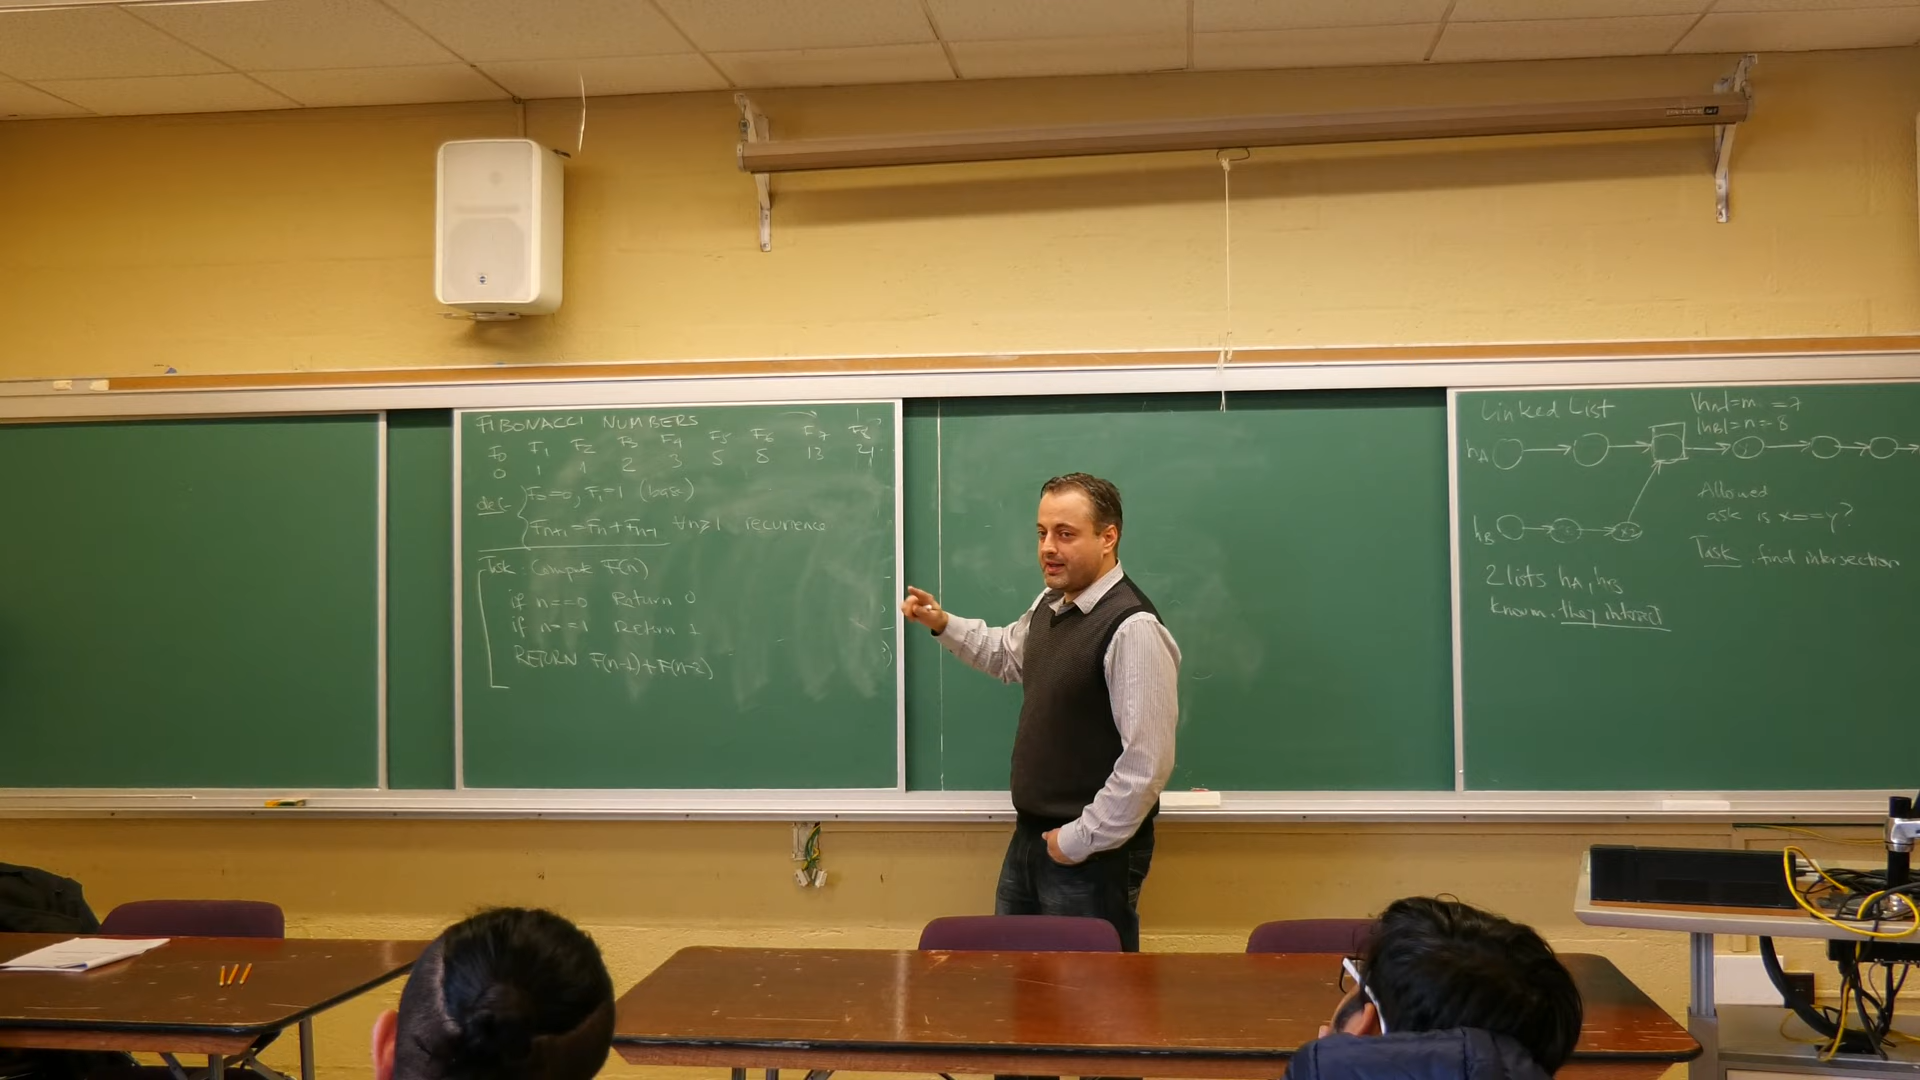 FIBONACCI NUMBERS
F0 F1 F2 F3 F4 F5 F6 F7 F8
0 1 1 2 3 5 8 13 21
def- F0=0, F1=1 (base)
Fn+1=Fn+Fn-1 ∀n≥1 recurrence
Task: Compute F(n)
if n==0 Return 0
if n==1 Return 1
RETURN F(n-1)+F(n-2)
Linked List
|hA|=m =7
|hB|=n=8
hA
hB
Allowed
ask is x==y?
Task: find intersection
2 lists hA, hB
known: they intersect